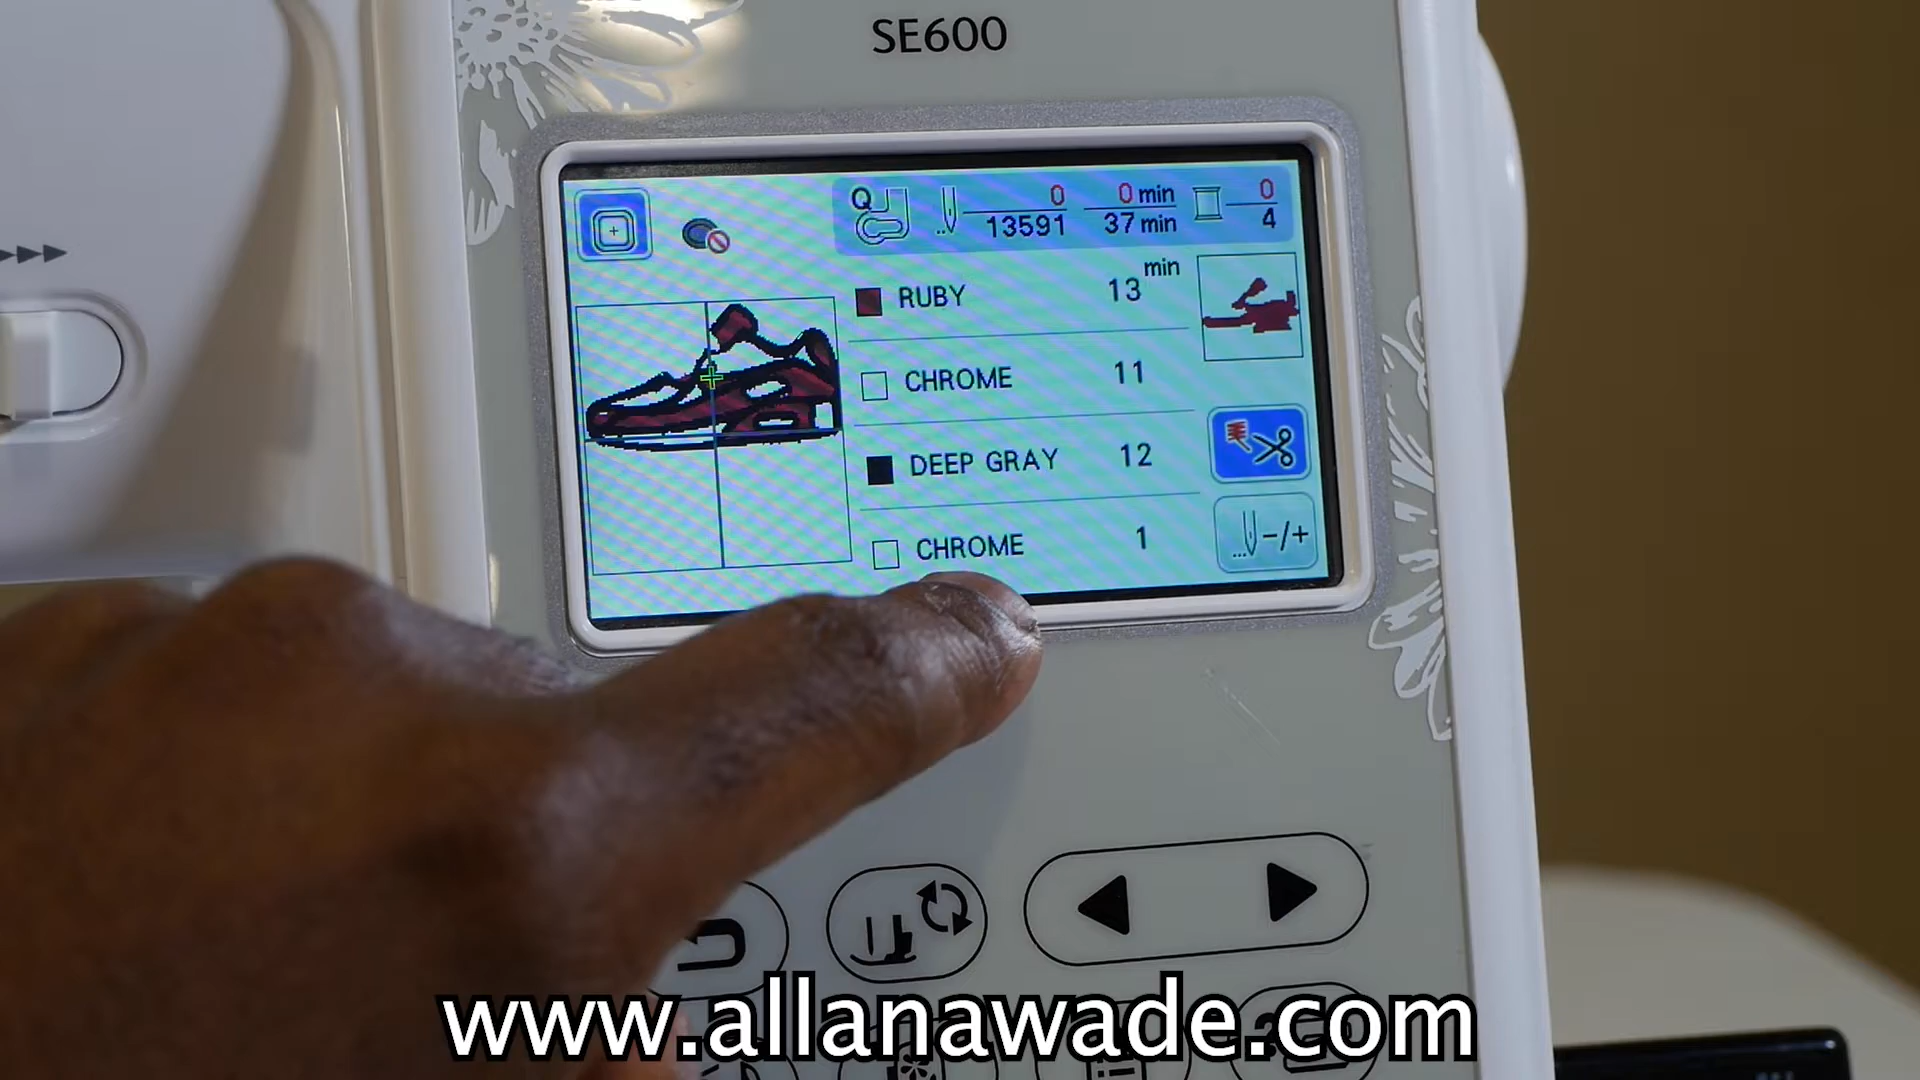 SE600
Q 0 0 min 0
13591 37 min 4
min
RUBY 13
CHROME 11
DEEP GRAY 12
CHROME 1
-/+
www.allanawade.com